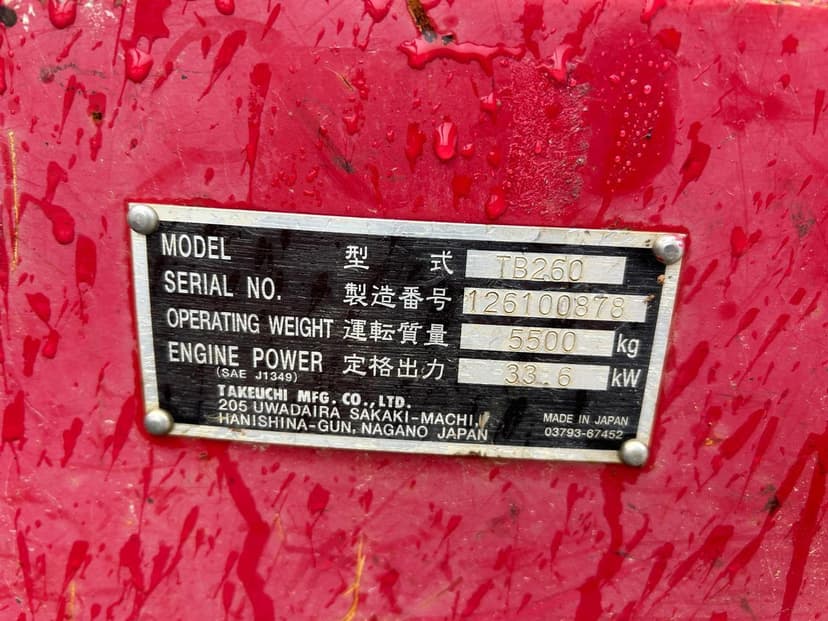 MODEL 型 式 TB260
SERIAL NO. 製造番号 126100878
OPERATING WEIGHT 運転質量 5500 kg
ENGINE POWER 定格出力 33.6 kW
(SAE J1349)
TAKEUCHI MFG. CO.,LTD.
205 UWADAIRA SAKAKI-MACHI,
HANISHINA-GUN, NAGANO JAPAN
MADE IN JAPAN
03793-67452